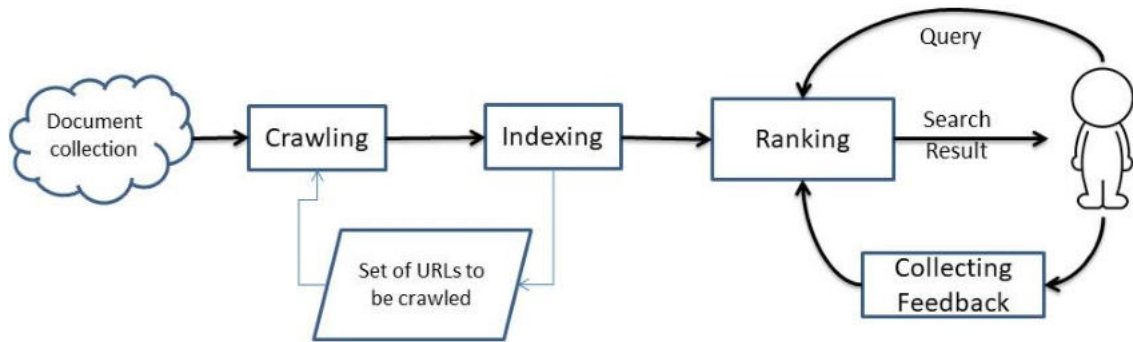 Query
Document
collection
Crawling
Indexing
Ranking
Search
Result
Set of URLs to
be crawled
Collecting
Feedback